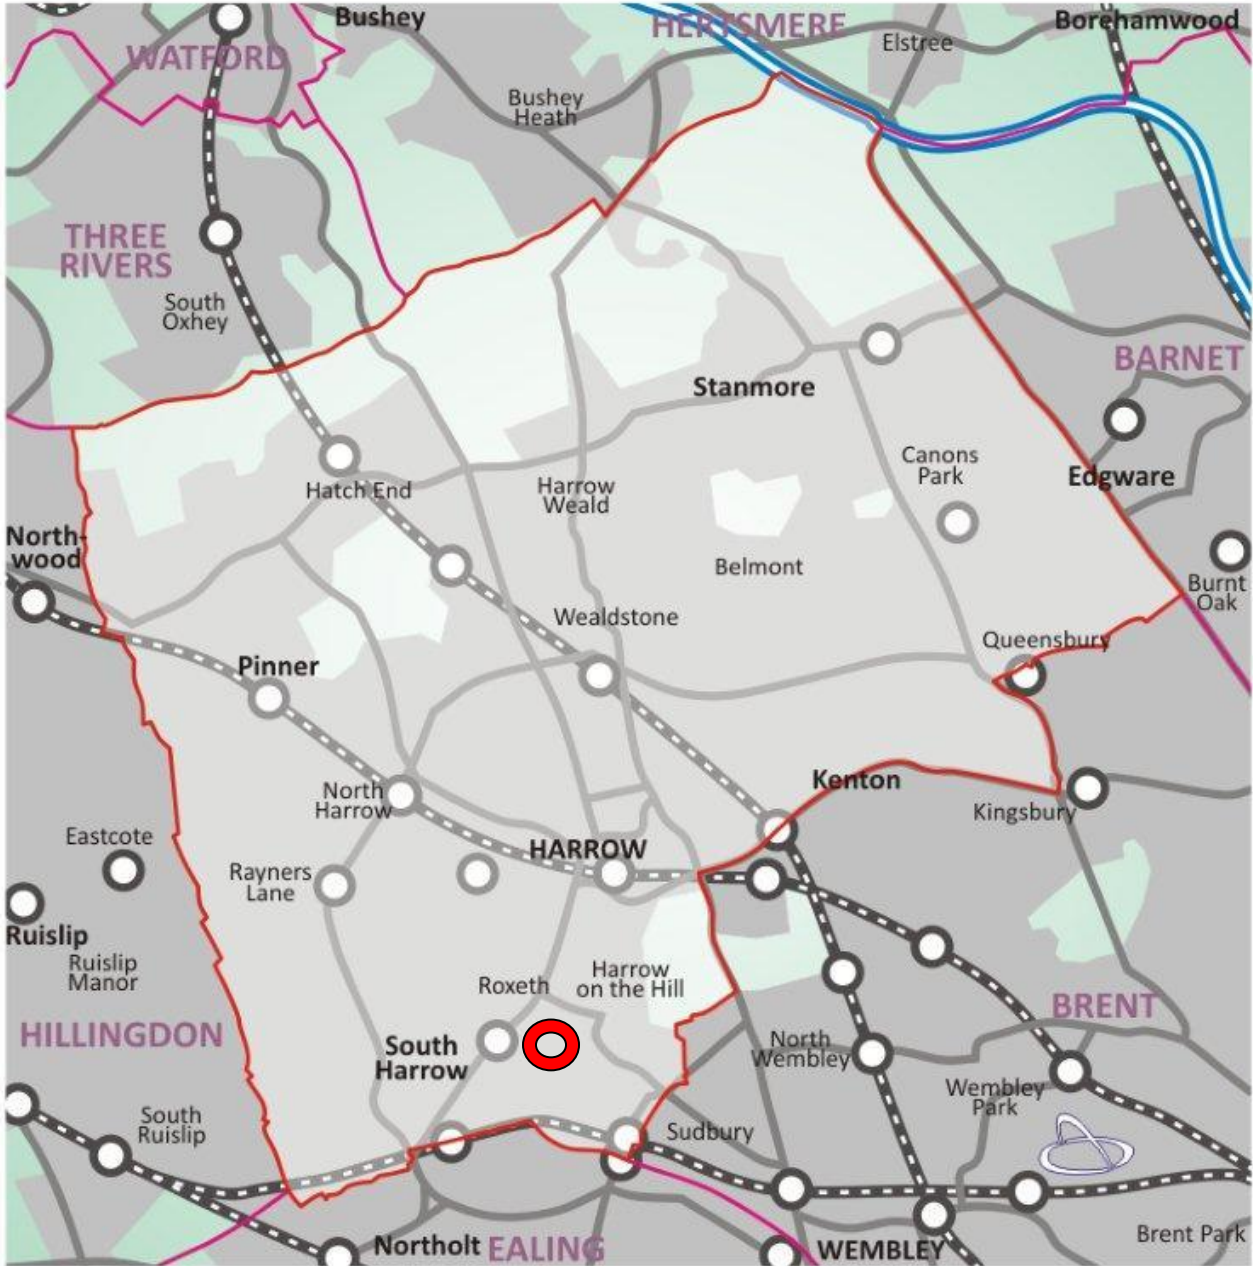 Bushey
HERTSMERE
Borehamwood
WATFORD
Elstree
Bushey
Heath
THREE
RIVERS
South
Oxhey
BARNET
Stanmore
Canons
Park
Edgware
Hatch End
Harrow
Weald
North-
wood
Belmont
Burnt
Oak
Wealdstone
Queensbury
Pinner
Kenton
North
Harrow
Kingsbury
Eastcote
HARROW
Rayners
Lane
Ruislip
Ruislip
Manor
Roxeth
Harrow
on the Hill
BRENT
HILLINGDON
South
Harrow
North
Wembley
Wembley
Park
South
Ruislip
Sudbury
Northolt
EALING
WEMBLEY
Brent Park